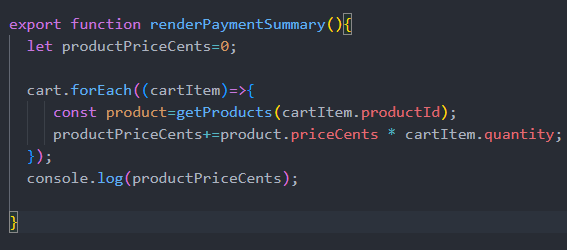 export function renderPaymentSummary(){
let productPriceCents=0;
cart.forEach((cartItem)=>{
const product=getProducts(cartItem.productId);
productPriceCents+=product.priceCents * cartItem.quantity;
});
console.log(productPriceCents);
}